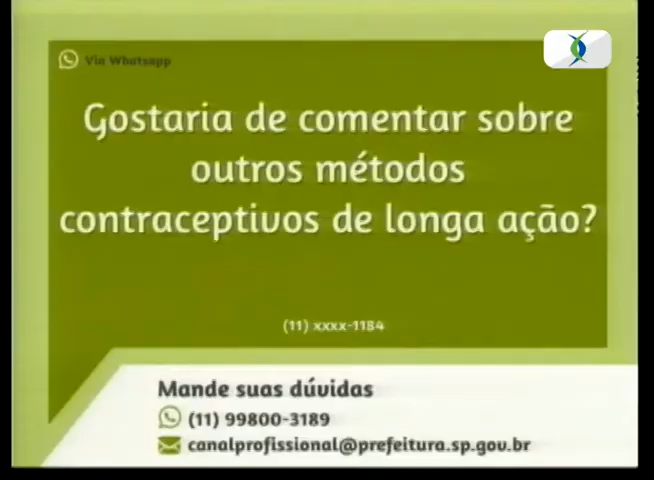 Via Whatsapp
Gostaria de comentar sobre
outros métodos
contraceptivos de longa ação?
(11) xxxx-1184
Mande suas dúvidas
(11) 99800-3189
canalprofissional@prefeitura.sp.gov.br